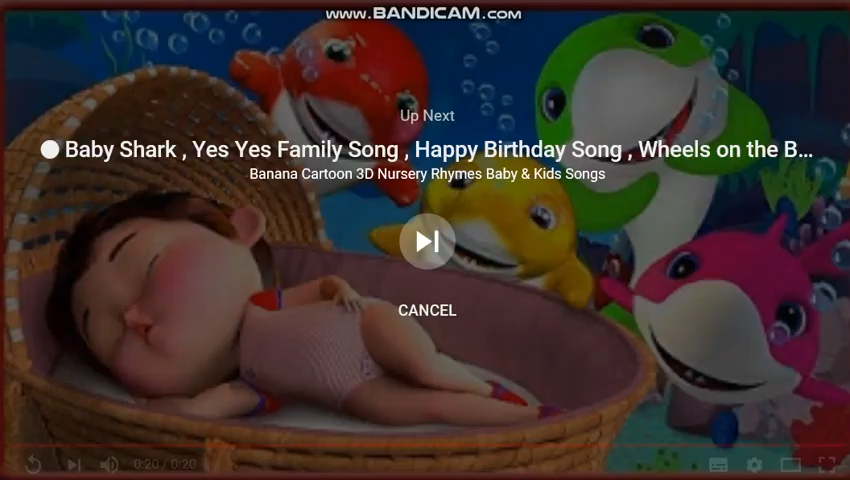 www.BANDICAM.com
Up Next
Baby Shark , Yes Yes Family Song , Happy Birthday Song , Wheels on the B...
Banana Cartoon 3D Nursery Rhymes Baby & Kids Songs
CANCEL
0:20 / 0:20